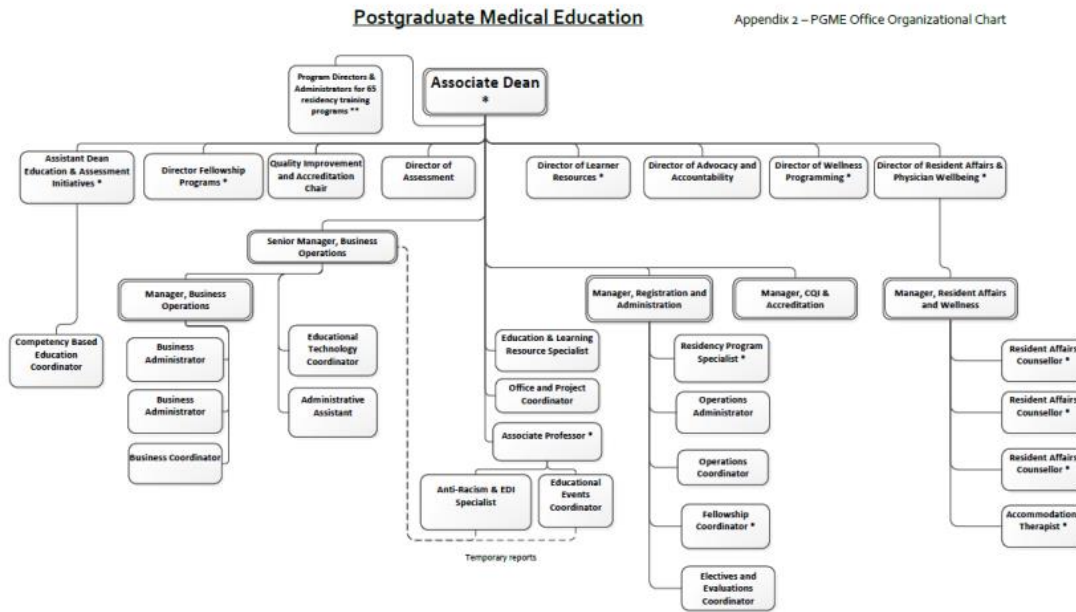 Postgraduate Medical Education
Appendix 2 – PGME Office Organizational Chart
Program Directors &
Administrators for 65
residency training
programs **
Associate Dean
*
Assistant Dean
Education & Assessment
Initiatives *
Director Fellowship
Programs *
Quality Improvement
and Accreditation
Chair
Director of
Assessment
Director of Learner
Resources *
Director of Advocacy and
Accountability
Director of Wellness
Programming *
Director of Resident Affairs &
Physician Wellbeing *
Senior Manager, Business
Operations
Manager, Business
Operations
Manager, Registration and
Administration
Manager, CQI &
Accreditation
Manager, Resident Affairs
and Wellness
Competency Based
Education
Coordinator
Business
Administrator
Business
Administrator
Business Coordinator
Educational
Technology
Coordinator
Administrative
Assistant
Education & Learning
Resource Specialist
Office and Project
Coordinator
Associate Professor *
Anti-Racism & EDI
Specialist
Educational
Events
Coordinator
Temporary reports
Residency Program
Specialist *
Operations
Administrator
Operations
Coordinator
Fellowship
Coordinator *
Electives and
Evaluations
Coordinator
Resident Affairs
Counsellor *
Resident Affairs
Counsellor *
Resident Affairs
Counsellor *
Accommodation
Therapist *